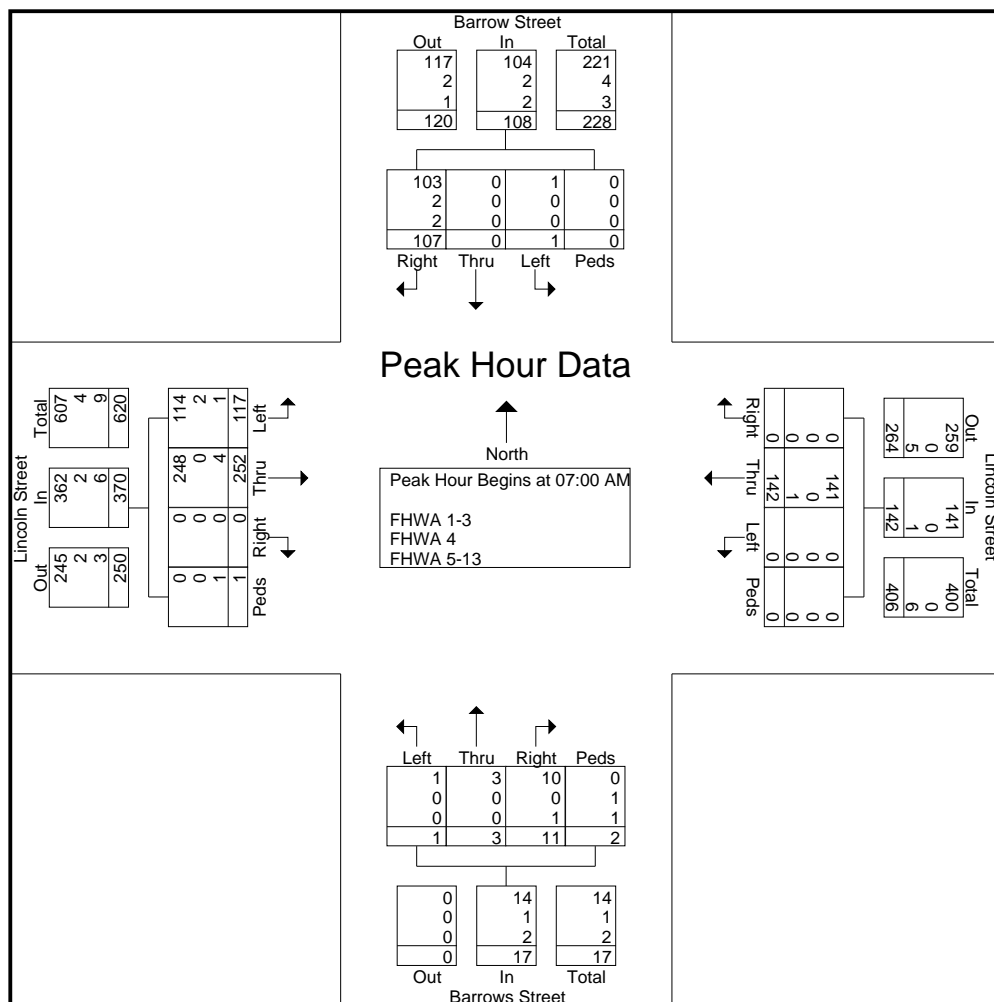 Barrow Street
Out In Total
117 104 221
2 2 4
1 2 3
120 108 228
103 0 1 0
2 0 0 0
2 0 0 0
107 0 1 0
Right Thru Left Peds
Peak Hour Data
North
Peak Hour Begins at 07:00 AM
FHWA 1-3
FHWA 4
FHWA 5-13
Lincoln Street
Total In Out
607 362 245
4 2 2
9 6 3
620 370 250
114 248 0 0
2 0 0 0
1 4 0 1
117 252 0 1
Left Thru Right Peds
Lincoln Street
Out In Total
259 141 400
0 0 0
5 1 6
264 142 406
0 141 0 0
0 0 0 0
0 1 0 0
0 142 0 0
Right Thru Left Peds
Left Thru Right Peds
1 3 10 0
0 0 0 1
0 0 1 1
1 3 11 2
0 14 14
0 1 1
0 2 2
0 17 17
Out In Total
Barrows Street